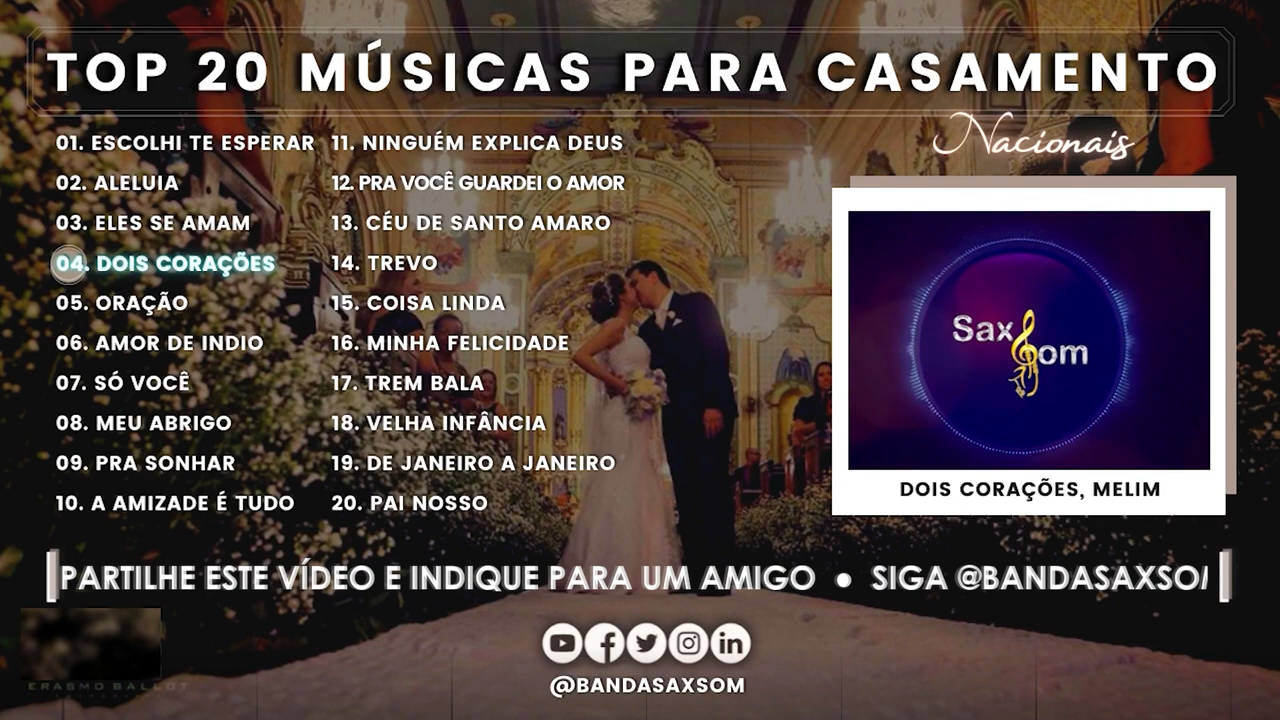 TOP 20 MÚSICAS PARA CASAMENTO
Nacionais
01. ESCOLHI TE ESPERAR
02. ALELUIA
03. ELES SE AMAM
04. DOIS CORAÇÕES
05. ORAÇÃO
06. AMOR DE INDIO
07. SÓ VOCÊ
08. MEU ABRIGO
09. PRA SONHAR
10. A AMIZADE É TUDO
11. NINGUÉM EXPLICA DEUS
12. PRA VOCÊ GUARDEI O AMOR
13. CÉU DE SANTO AMARO
14. TREVO
15. COISA LINDA
16. MINHA FELICIDADE
17. TREM BALA
18. VELHA INFÂNCIA
19. DE JANEIRO A JANEIRO
20. PAI NOSSO
Sax Som
DOIS CORAÇÕES, MELIM
PARTILHE ESTE VÍDEO E INDIQUE PARA UM AMIGO • SIGA @BANDASAXSOM
@BANDASAXSOM
ERASMO BALLOT